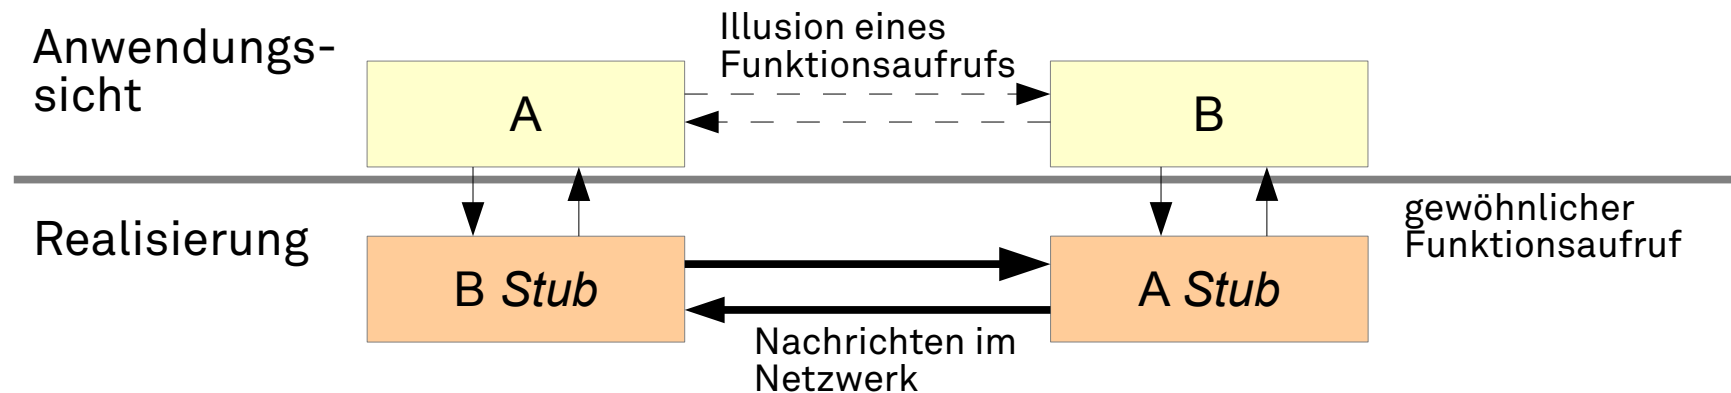 Anwendungs-
sicht
Illusion eines
Funktionsaufrufs
A
B
Realisierung
gewöhnlicher
Funktionsaufruf
B Stub
A Stub
Nachrichten im
Netzwerk